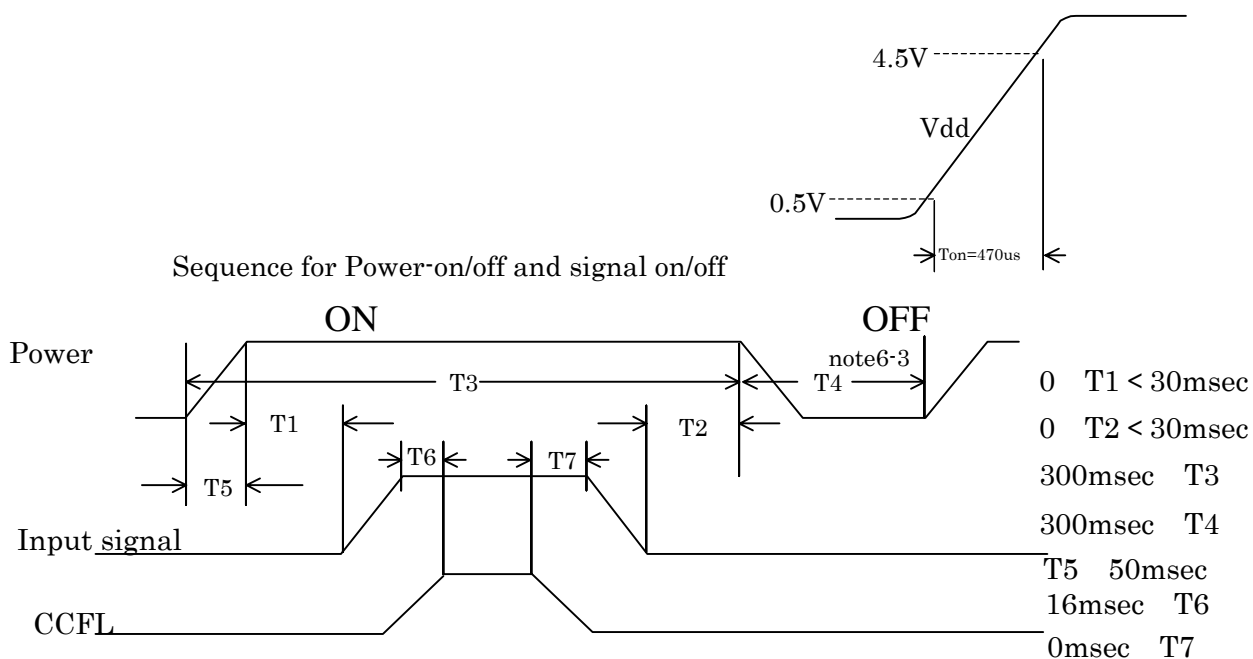 4.5V
Vdd
0.5V
Ton=470us
Sequence for Power-on/off and signal on/off
ON
OFF
Power
note6-3
T3
T4
0 T1 < 30msec
T1
T2
0 T2 < 30msec
T6
T7
300msec T3
T5
300msec T4
Input signal
T5 50msec
16msec T6
CCFL
0msec T7